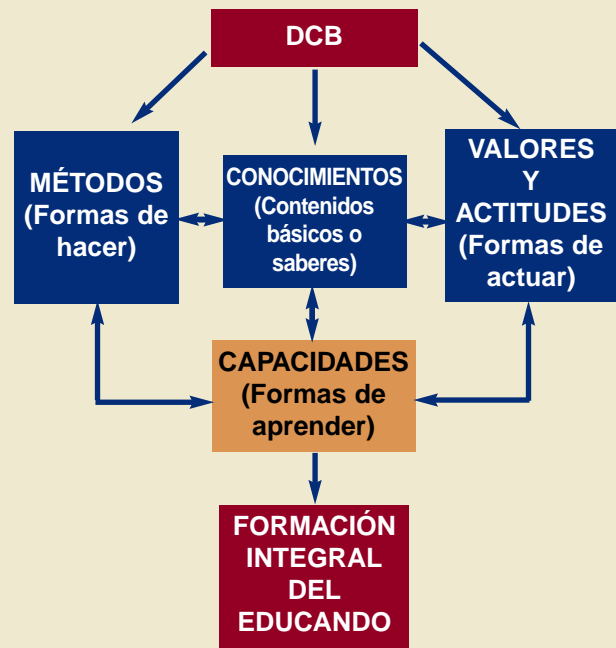 DCB
MÉTODOS
(Formas de
hacer)
CONOCIMIENTOS
(Contenidos
básicos o
saberes)
VALORES
Y
ACTITUDES
(Formas de
actuar)
CAPACIDADES
(Formas de
aprender)
FORMACIÓN
INTEGRAL
DEL
EDUCANDO